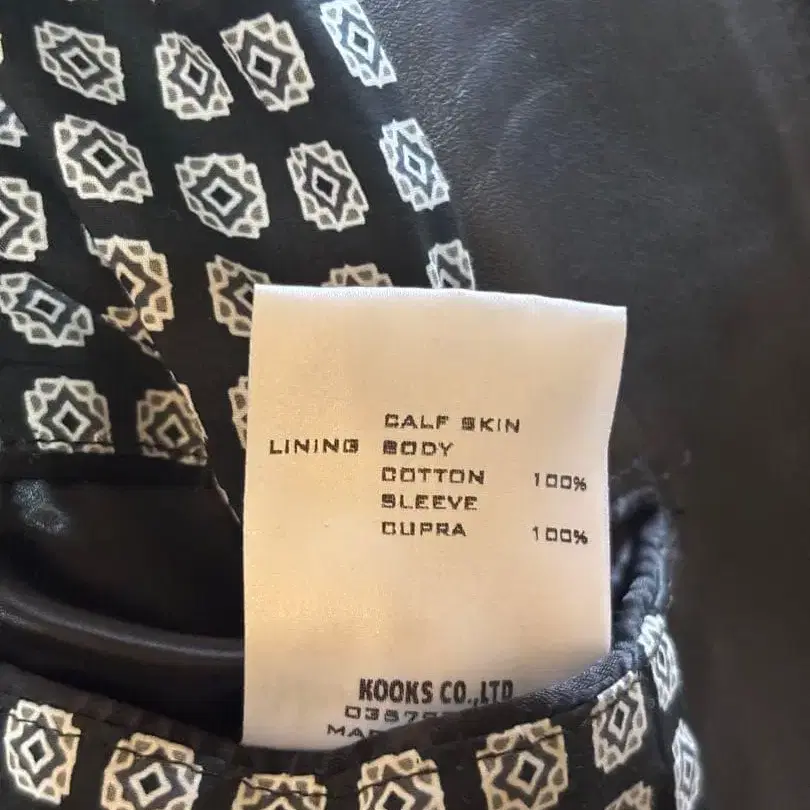 CALF SKIN
LINING BODY
COTTON 100%
SLEEVE
CUPRA 100%
KOOKS CO.,LTD